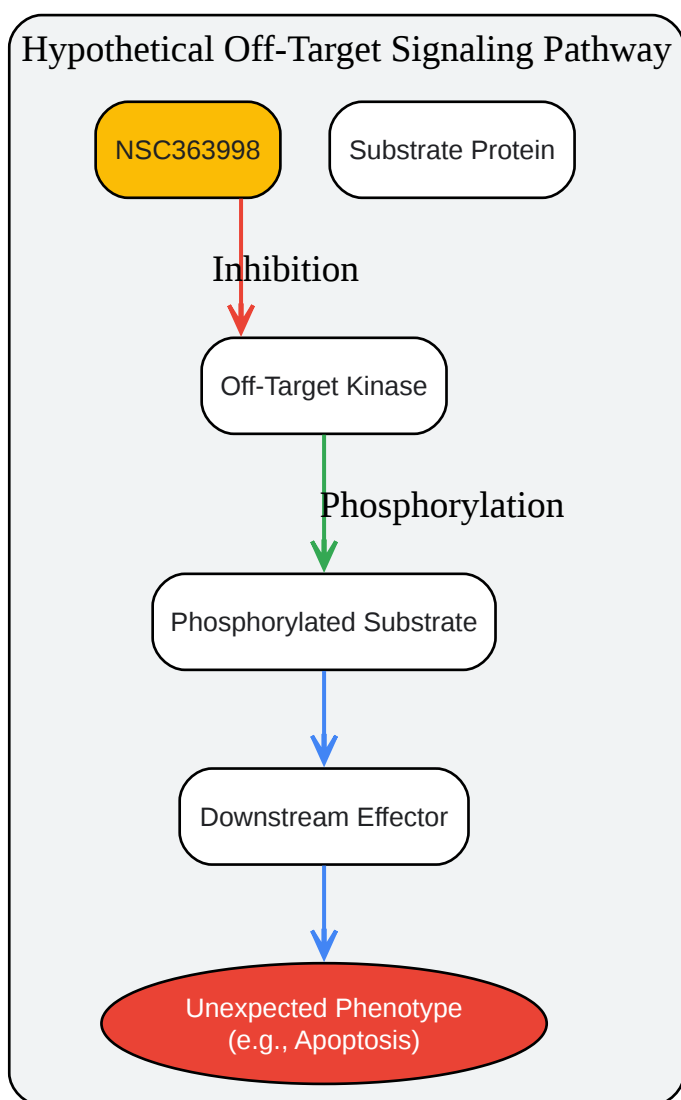 Hypothetical Off-Target Signaling Pathway
NSC363998
Substrate Protein
Inhibition
Off-Target Kinase
Phosphorylation
Phosphorylated Substrate
Downstream Effector
Unexpected Phenotype
(e.g., Apoptosis)